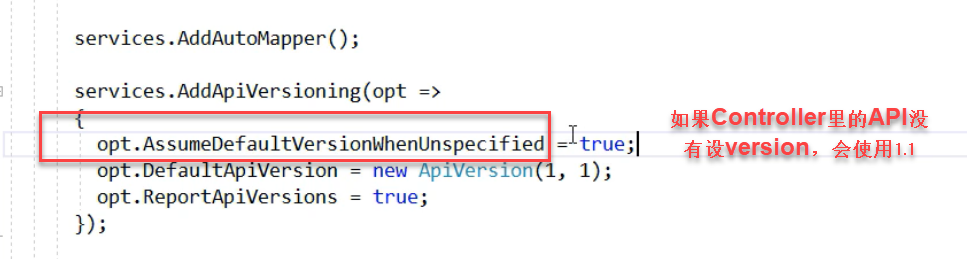 services.AddAutoMapper();
services.AddApiVersioning(opt =>
{
opt.AssumeDefaultVersionWhenUnspecified = true;
opt.DefaultApiVersion = new ApiVersion(1, 1);
opt.ReportApiVersions = true;
});
如果Controller里的API没
有设version，会使用1.1